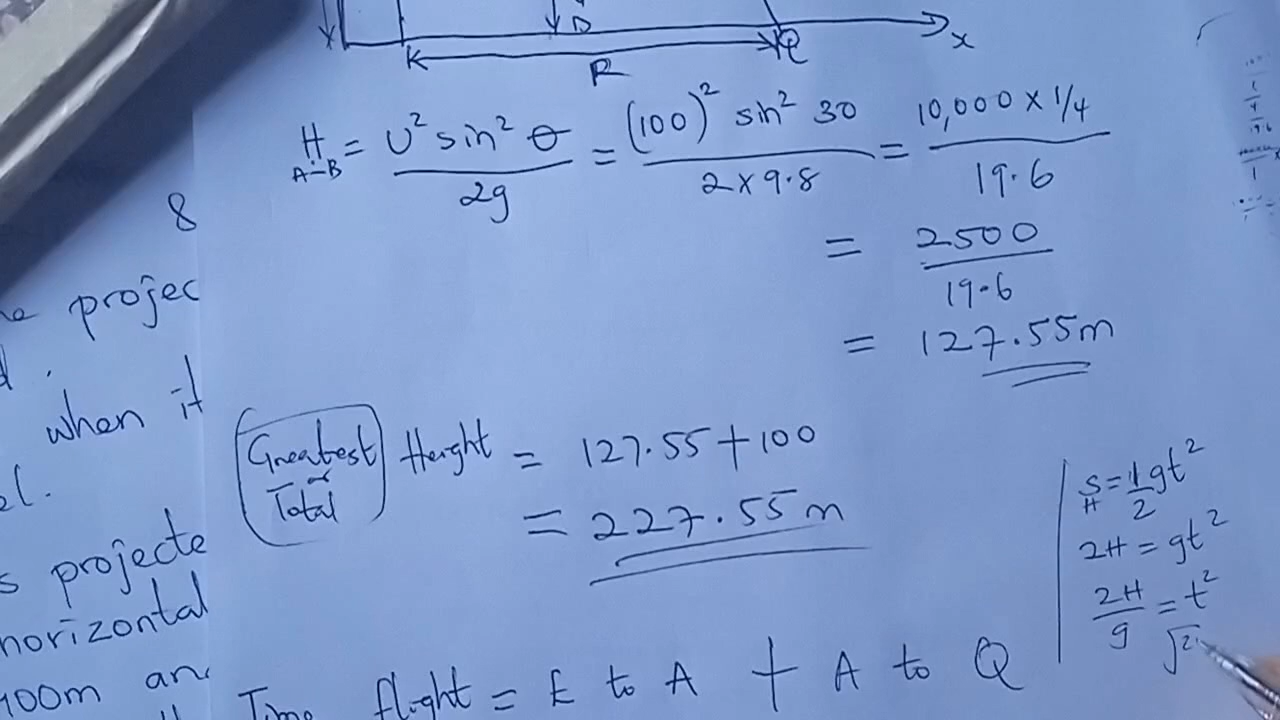 D
Q
x
R
H A-B = U² sin² θ / 2g = (100)² sin² 30 / 2 × 9.8 = 10,000 × 1/4 / 19.6
= 2500 / 19.6
= 127.55m
Greatest or Total Height = 127.55 + 100
= 227.55m
Time flight = E to A + A to Q
S H = 1/2 gt²
2H = gt²
2H / g = t²
8
projec
when it
projecte
horizontal
100m